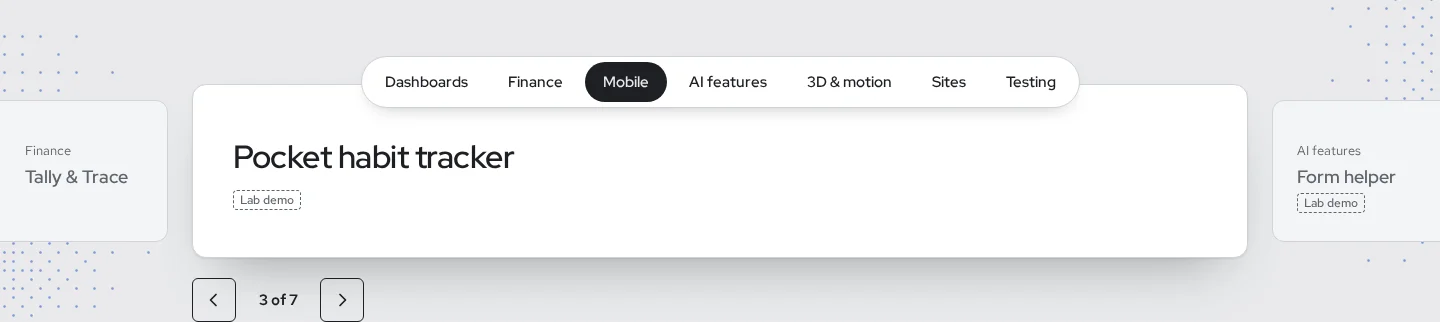 Dashboards Finance Mobile AI features 3D & motion Sites Testing
Finance
Tally & Trace
Pocket habit tracker
Lab demo
AI features
Form helper
Lab demo
3 of 7